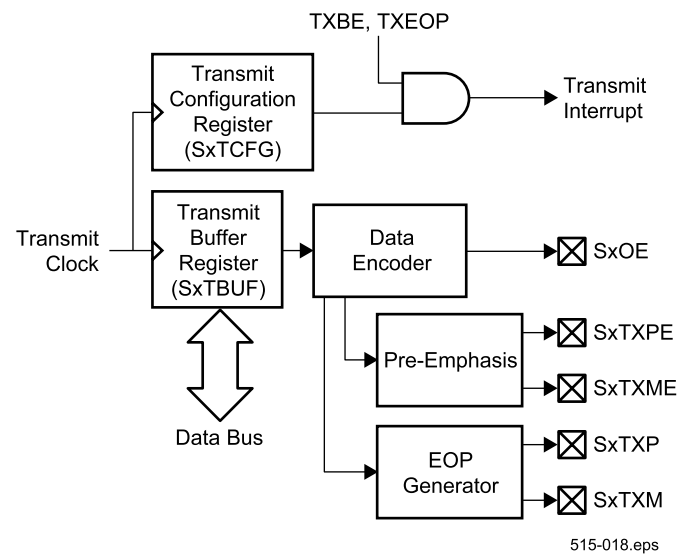 TXBE, TXEOP
Transmit
Configuration
Register
(SxTCFG)
Transmit
Interrupt
Transmit
Clock
Transmit
Buffer
Register
(SxTBUF)
Data
Encoder
SxOE
Pre-Emphasis
SxTXPE
SxTXME
Data Bus
EOP
Generator
SxTXP
SxTXM
515-018.eps